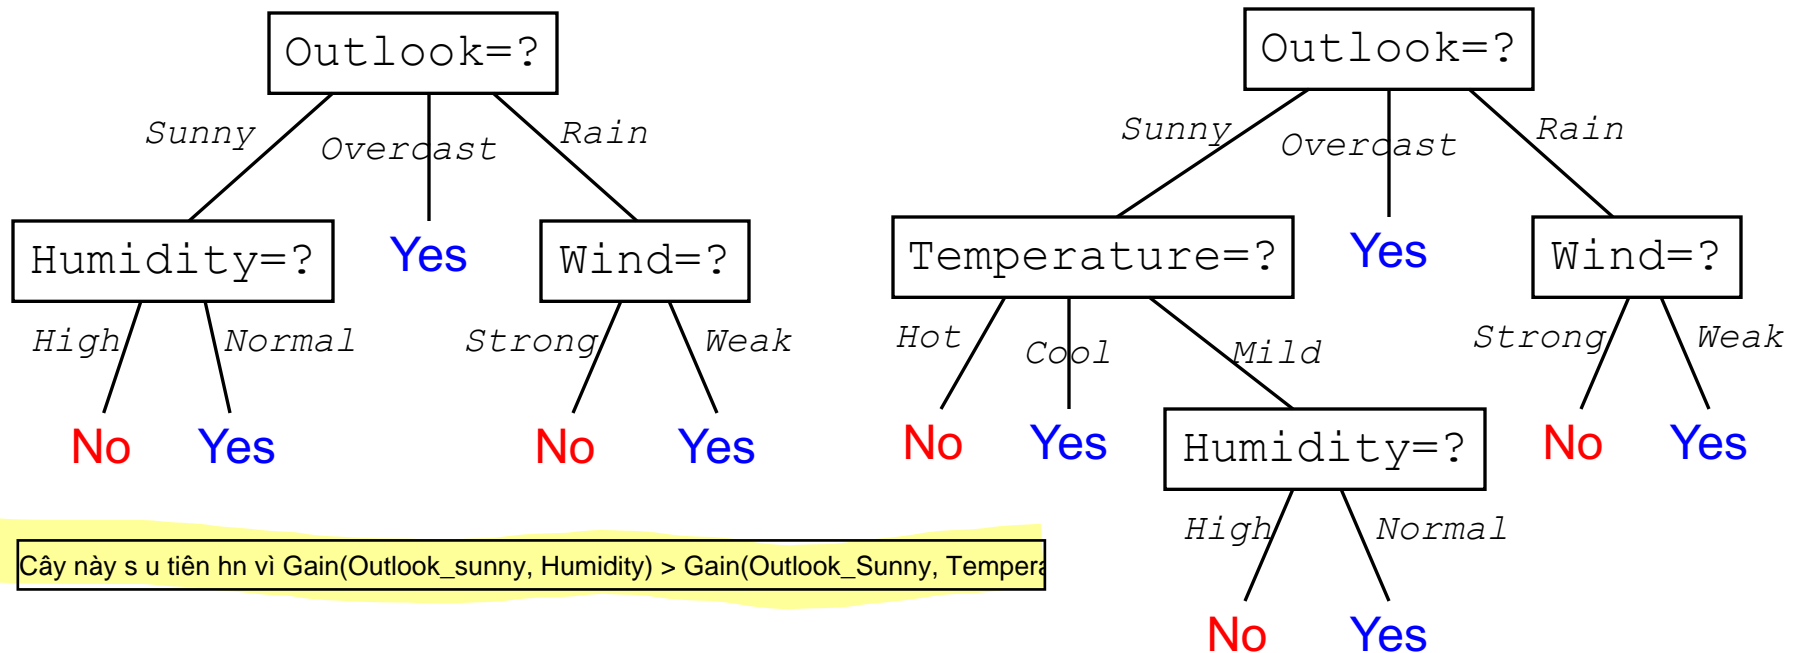 Outlook=?
Sunny
Overcast
Rain
Humidity=?
Yes
Wind=?
High
Normal
Strong
Weak
No
Yes
No
Yes
Cây này s u tiên hn vì Gain(Outlook_sunny, Humidity) > Gain(Outlook_Sunny, Tempera
Outlook=?
Sunny
Overcast
Rain
Temperature=?
Yes
Wind=?
Hot
Cool
Mild
Strong
Weak
No
Yes
Humidity=?
No
Yes
High
Normal
No
Yes